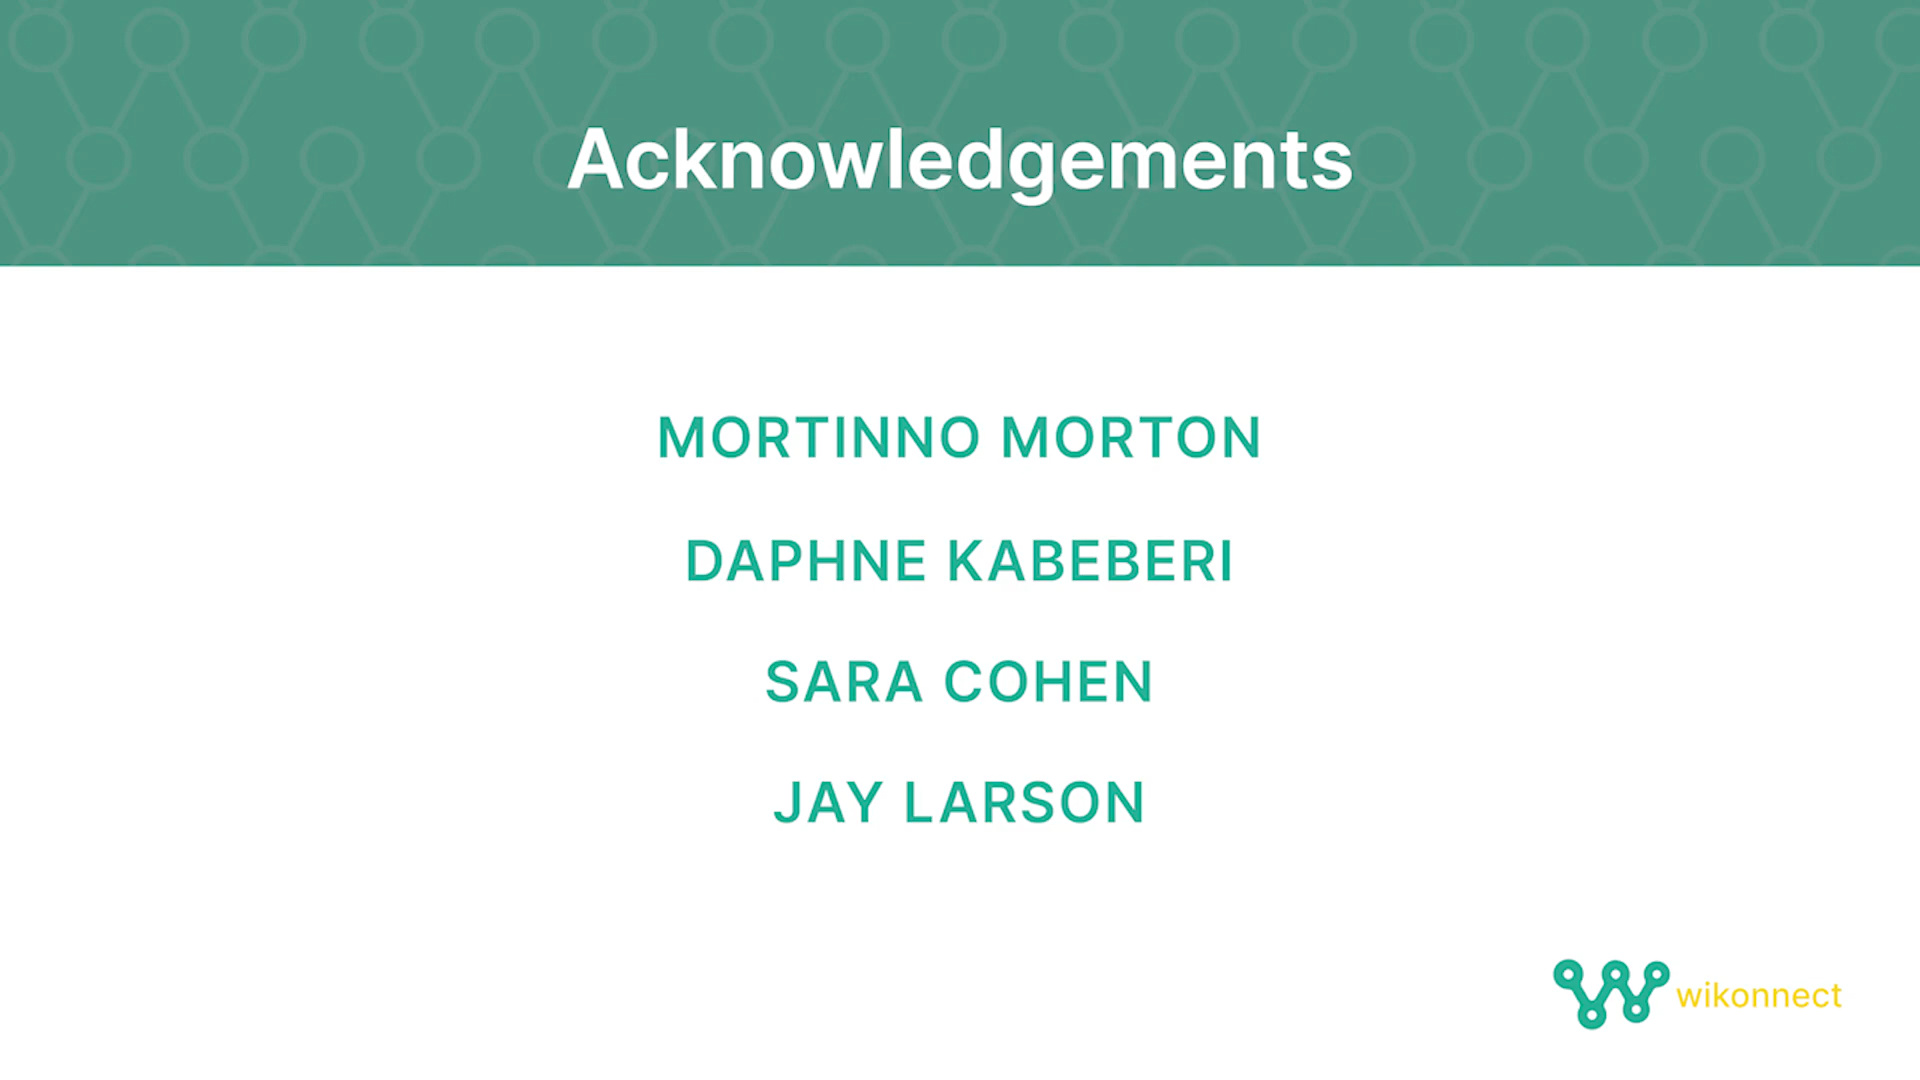 Acknowledgements
MORTINNO MORTON
DAPHNE KABEBERI
SARA COHEN
JAY LARSON
wikonnect